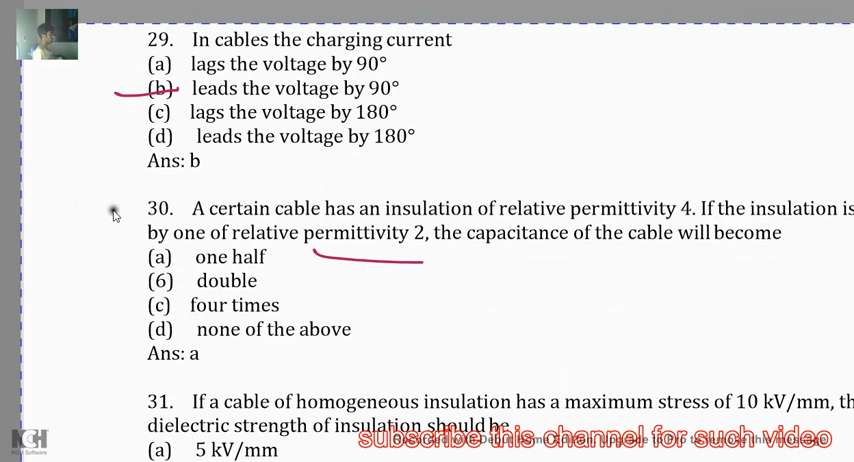 29. In cables the charging current
(a) lags the voltage by 90°
(b) leads the voltage by 90°
(c) lags the voltage by 180°
(d) leads the voltage by 180°
Ans: b
30. A certain cable has an insulation of relative permittivity 4. If the insulation is
by one of relative permittivity 2, the capacitance of the cable will become
(a) one half
(6) double
(c) four times
(d) none of the above
Ans: a
31. If a cable of homogeneous insulation has a maximum stress of 10 kV/mm, th
dielectric strength of insulation should be
subscribe this channel for such video
(a) 5 kV/mm
NCH
NCH Software